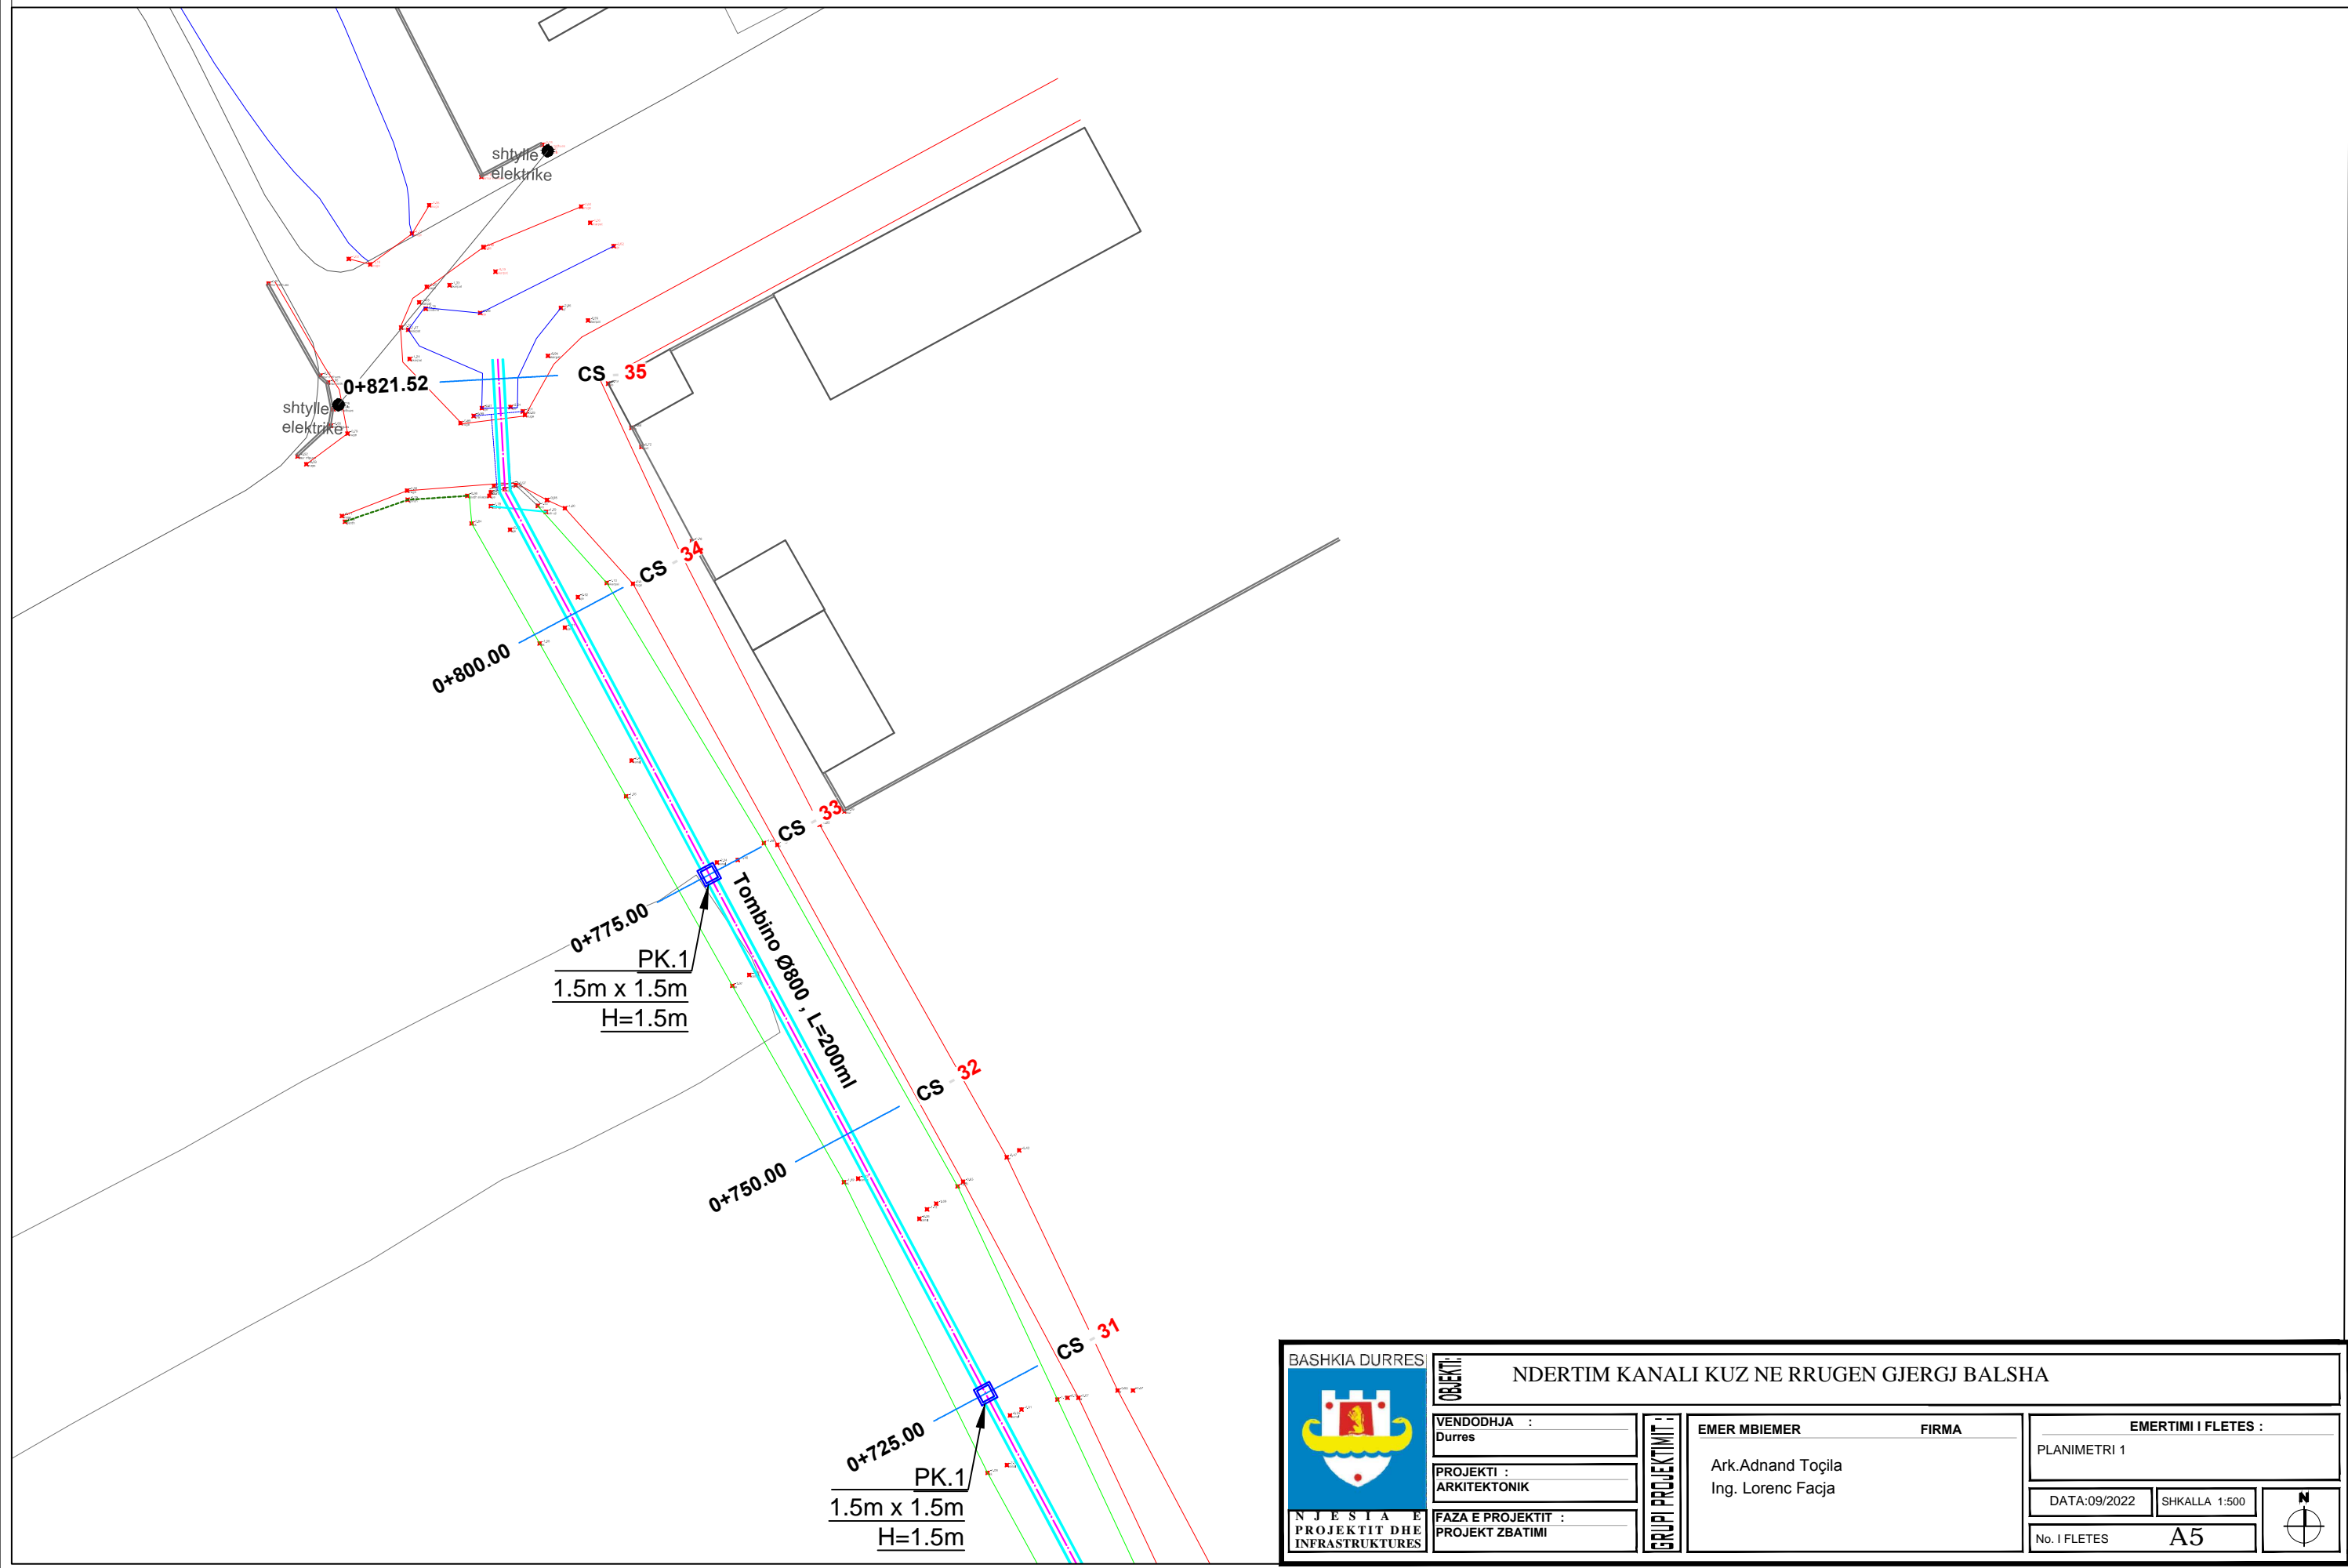 shtylle
elektrike
0+821.52
CS - 35
shtylle
elektrike
CS - 34
0+800.00
CS - 33
0+775.00
PK.1
1.5m x 1.5m
H=1.5m
Tombino Ø800 , L=200ml
CS - 32
0+750.00
CS - 31
0+725.00
PK.1
1.5m x 1.5m
H=1.5m
BASHKIA DURRES
NJESIA E
PROJEKTIT DHE
INFRASTRUKTURES
OBJEKTI:
NDERTIM KANALI KUZ NE RRUGEN GJERGJ BALSHA
VENDODHJA :
Durres
PROJEKTI :
ARKITEKTONIK
FAZA E PROJEKTIT :
PROJEKT ZBATIMI
GRUPI PROJEKTIMIT :
EMER MBIEMER FIRMA
Ark.Adnand Toçila
Ing. Lorenc Facja
EMERTIMI I FLETES :
PLANIMETRI 1
DATA:09/2022
SHKALLA 1:500
No. I FLETES A5
N